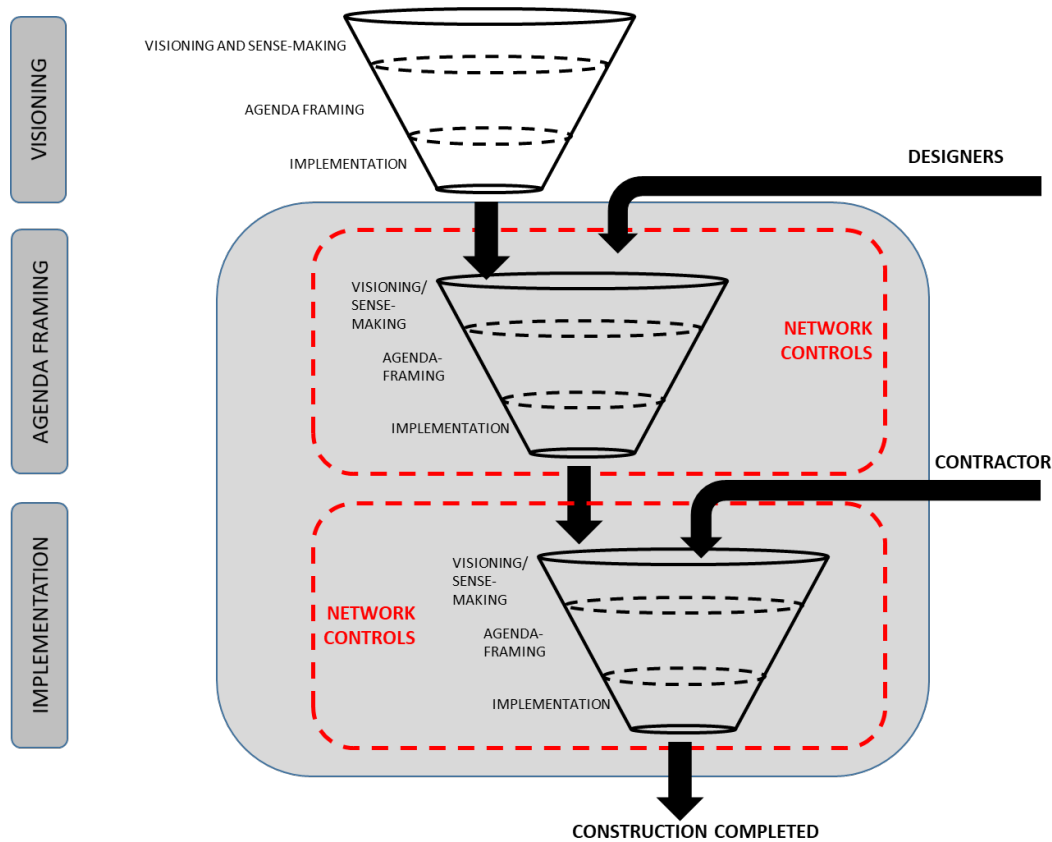 VISIONING
VISIONING AND SENSE-MAKING
AGENDA FRAMING
IMPLEMENTATION
DESIGNERS
AGENDA FRAMING
VISIONING/
SENSE-
MAKING
AGENDA-
FRAMING
IMPLEMENTATION
NETWORK
CONTROLS
CONTRACTOR
IMPLEMENTATION
VISIONING/
SENSE-
MAKING
AGENDA-
FRAMING
IMPLEMENTATION
NETWORK
CONTROLS
CONSTRUCTION COMPLETED